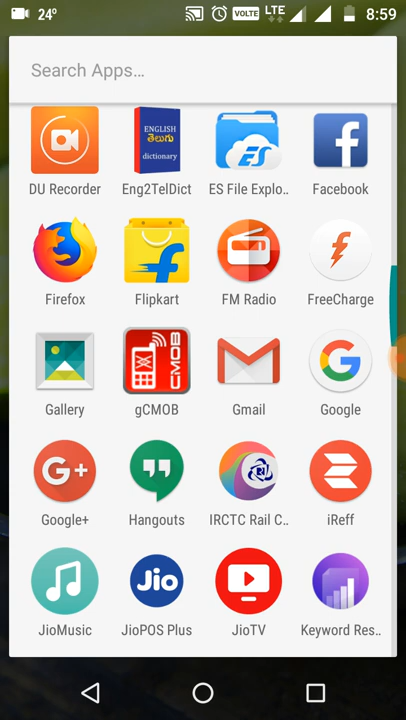 24° VOLTE LTE 8:59
Search Apps…
ENGLISH
తెలుగు
dictionary
ES
DU Recorder Eng2TelDict ES File Explo.. Facebook
Firefox Flipkart FM Radio FreeCharge
CMOB
Gallery gCMOB Gmail Google
G+
Google+ Hangouts IRCTC Rail C.. iReff
Jio
JioMusic JioPOS Plus JioTV Keyword Res..